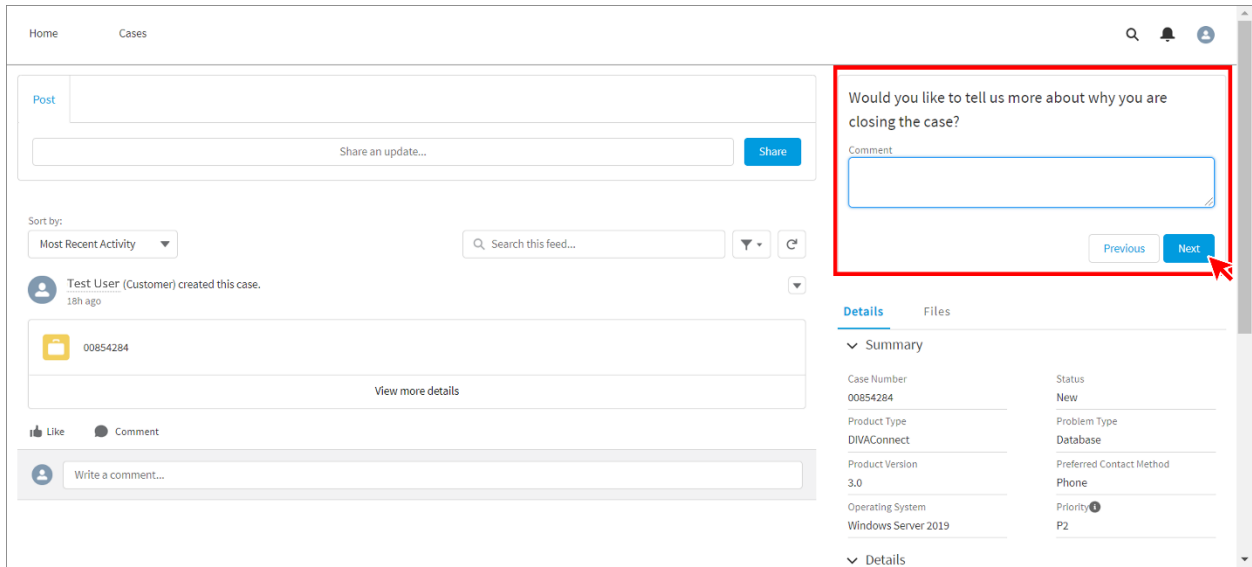 Home
Cases
Post
Share an update...
Share
Sort by:
Most Recent Activity
Search this feed...
Test User (Customer) created this case.
18h ago
00854284
View more details
Like
Comment
Write a comment...
Would you like to tell us more about why you are
closing the case?
Comment
Previous
Next
Details
Files
Summary
Case Number
Status
00854284
New
Product Type
Problem Type
DIVAConnect
Database
Product Version
Preferred Contact Method
3.0
Phone
Operating System
Priority
Windows Server 2019
P2
Details